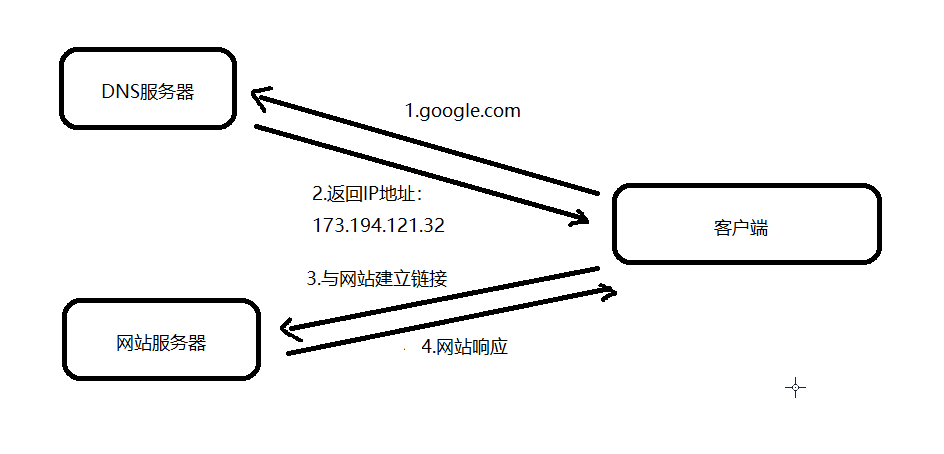 DNS服务器
1.google.com
2.返回IP地址：
173.194.121.32
客户端
3.与网站建立链接
网站服务器
4.网站响应